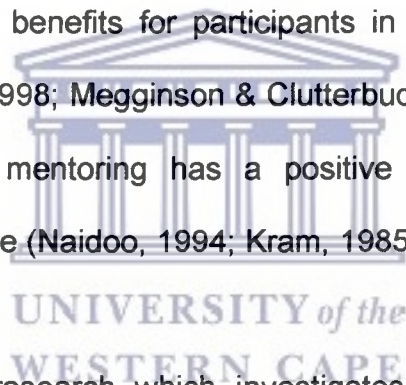 benefits for participants in
998; Megginson & Clutterbuc
mentoring has a positive
e (Naidoo, 1994; Kram, 1985
UNIVERSITY of the
WESTERN CAPE
research which investigated